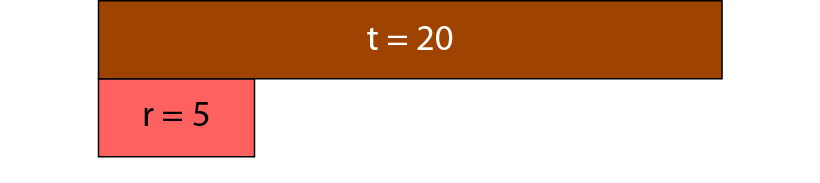 t = 20
r = 5